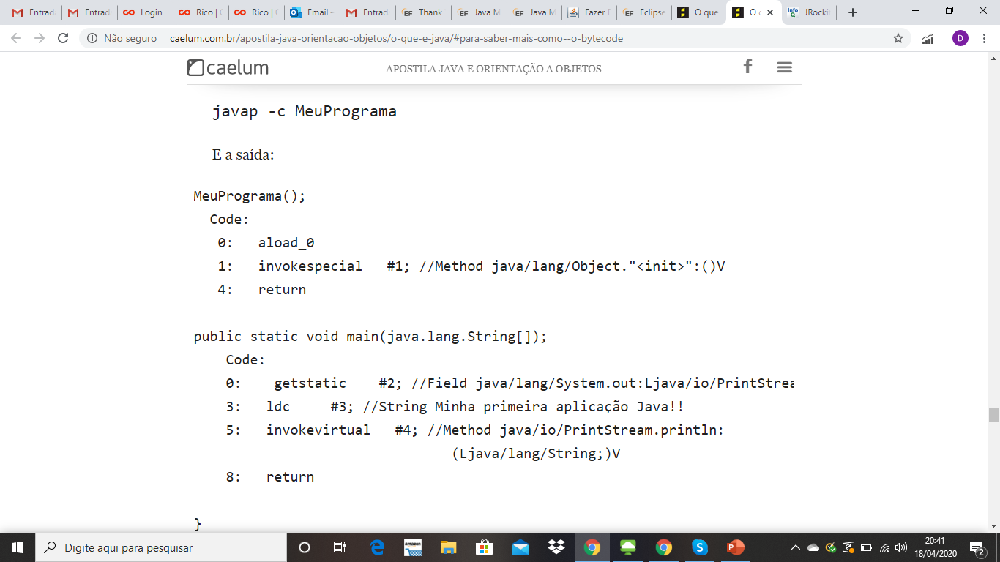 Entrad
Entrad
Login
Rico | C
Rico | C
Email -
Entrad
Thank
Java M
Java M
Fazer D
Eclipse
O que
O q
JRockit
Não seguro
caelum.com.br/apostila-java-orientacao-objetos/o-que-e-java/#para-saber-mais-como--o-bytecode
D
caelum
APOSTILA JAVA E ORIENTAÇÃO A OBJETOS
javap -c MeuPrograma
E a saída:
MeuPrograma();
Code:
0: aload_0
1: invokespecial #1; //Method java/lang/Object."<init>":()V
4: return
public static void main(java.lang.String[]);
Code:
0: getstatic #2; //Field java/lang/System.out:Ljava/io/PrintStrea
3: ldc #3; //String Minha primeira aplicação Java!!
5: invokevirtual #4; //Method java/io/PrintStream.println:
(Ljava/lang/String;)V
8: return
}
Digite aqui para pesquisar
20:41
18/04/2020
2